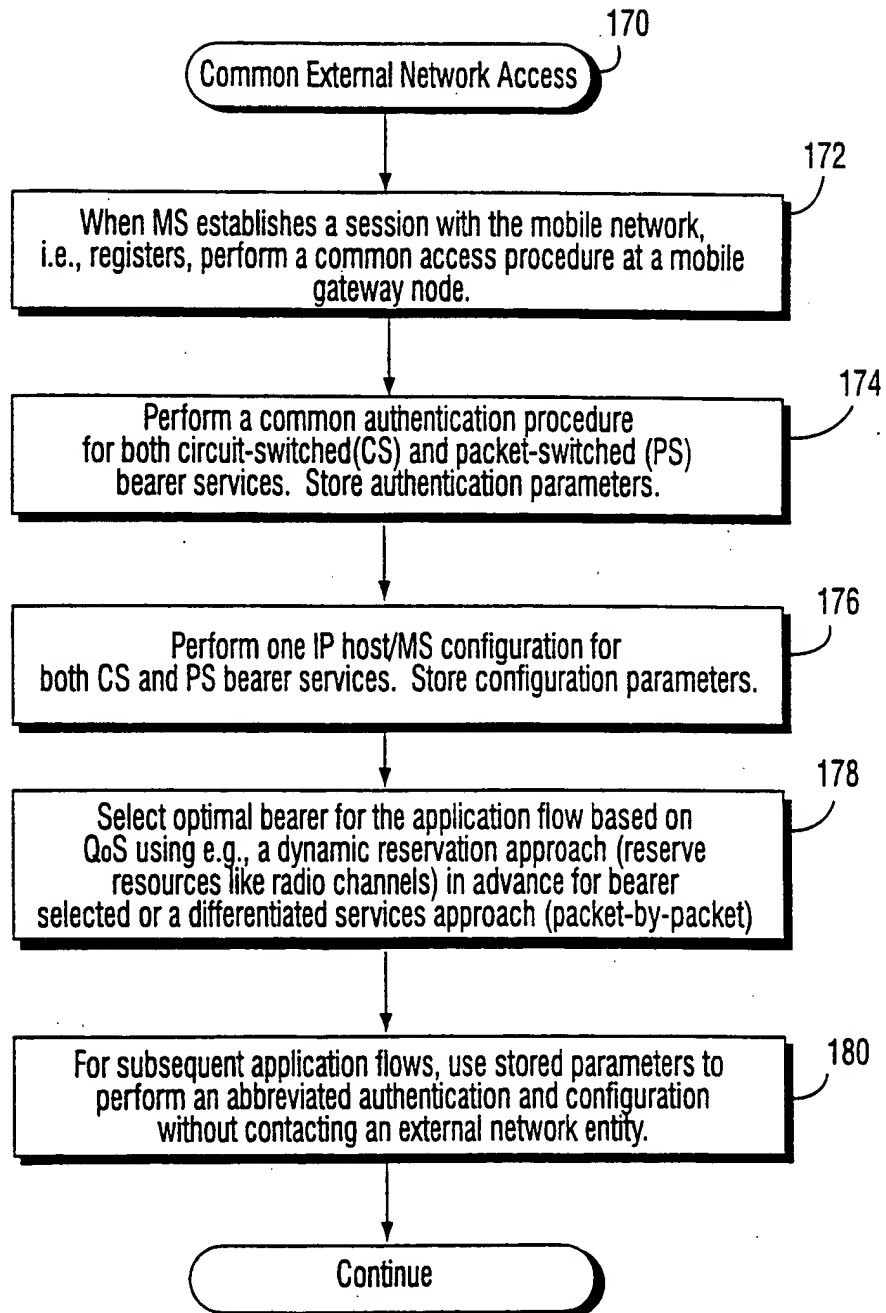 170
Common External Network Access
172
When MS establishes a session with the mobile network,
i.e., registers, perform a common access procedure at a mobile
gateway node.
174
Perform a common authentication procedure
for both circuit-switched(CS) and packet-switched (PS)
bearer services. Store authentication parameters.
176
Perform one IP host/MS configuration for
both CS and PS bearer services. Store configuration parameters.
178
Select optimal bearer for the application flow based on
QoS using e.g., a dynamic reservation approach (reserve
resources like radio channels) in advance for bearer
selected or a differentiated services approach (packet-by-packet)
180
For subsequent application flows, use stored parameters to
perform an abbreviated authentication and configuration
without contacting an external network entity.
Continue